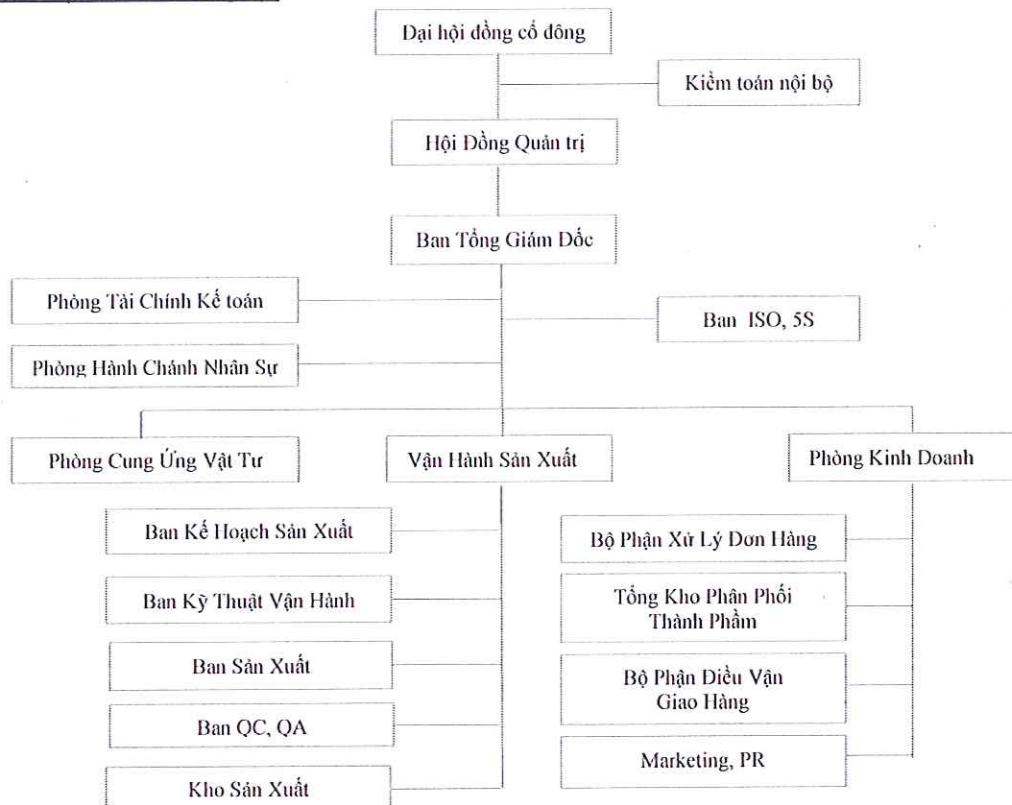 Đại hội đồng cổ đông
Kiểm toán nội bộ
Hội Đồng Quản trị
Ban Tổng Giám Đốc
Phòng Tài Chính Kế toán
Ban ISO, 5S
Phòng Hành Chánh Nhân Sự
Phòng Cung Ứng Vật Tư
Vận Hành Sản Xuất
Phòng Kinh Doanh
Ban Kế Hoạch Sản Xuất
Ban Kỹ Thuật Vận Hành
Ban Sản Xuất
Ban QC, QA
Kho Sản Xuất
Bộ Phận Xử Lý Đơn Hàng
Tổng Kho Phân Phối
Thành Phẩm
Bộ Phận Điều Vận
Giao Hàng
Marketing, PR